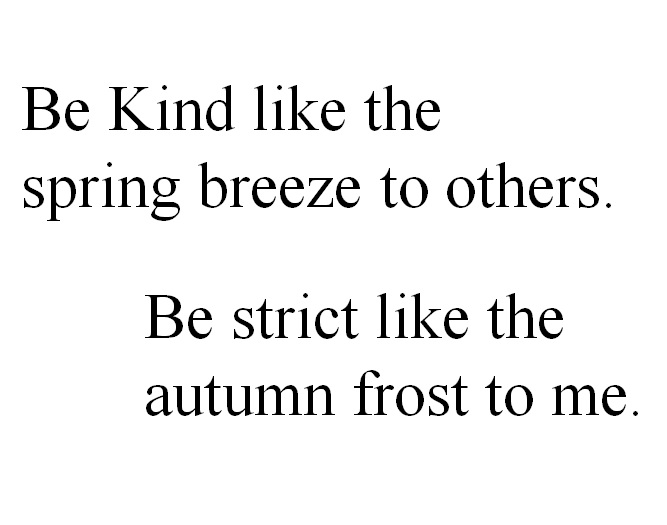 Be Kind like the
spring breeze to others.
Be strict like the
autumn frost to me.